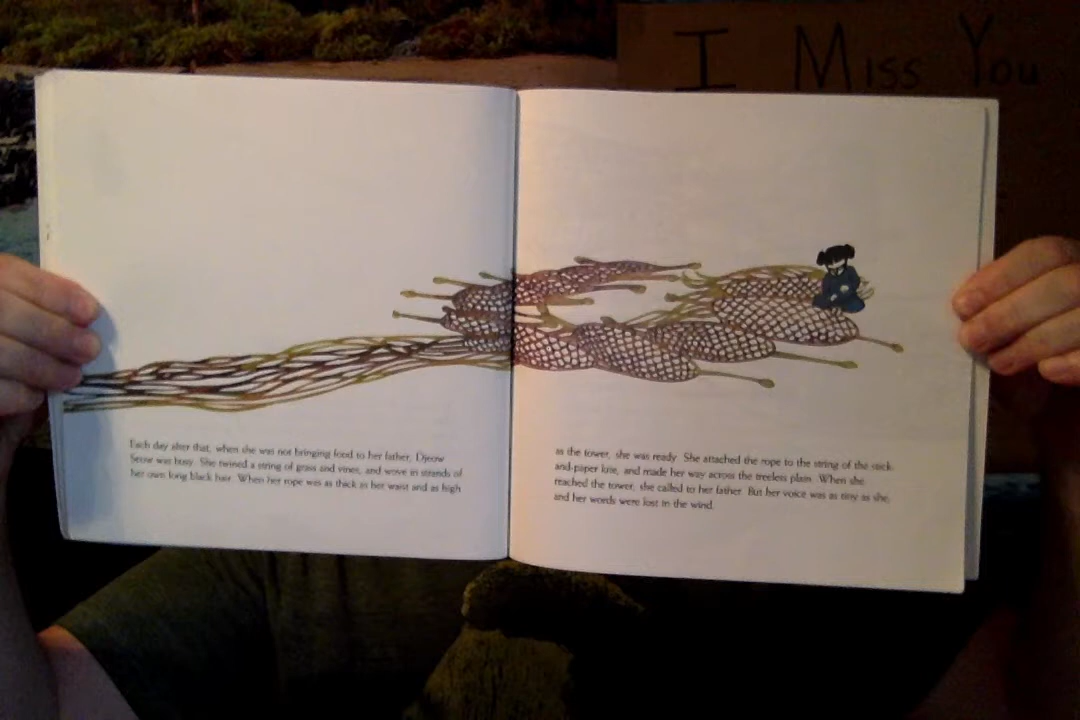 I Miss You
Each day after that, when she was not bringing food to her father, Djeow
Seow was busy. She twined a string of grass and vines, and wove in strands of
her own long black hair. When her rope was as thick as her waist and as high
as the tower, she was ready. She attached the rope to the string of the stick-
and-paper kite, and made her way across the treeless plain. When she
reached the tower, she called to her father. But her voice was as tiny as she,
and her words were lost in the wind.